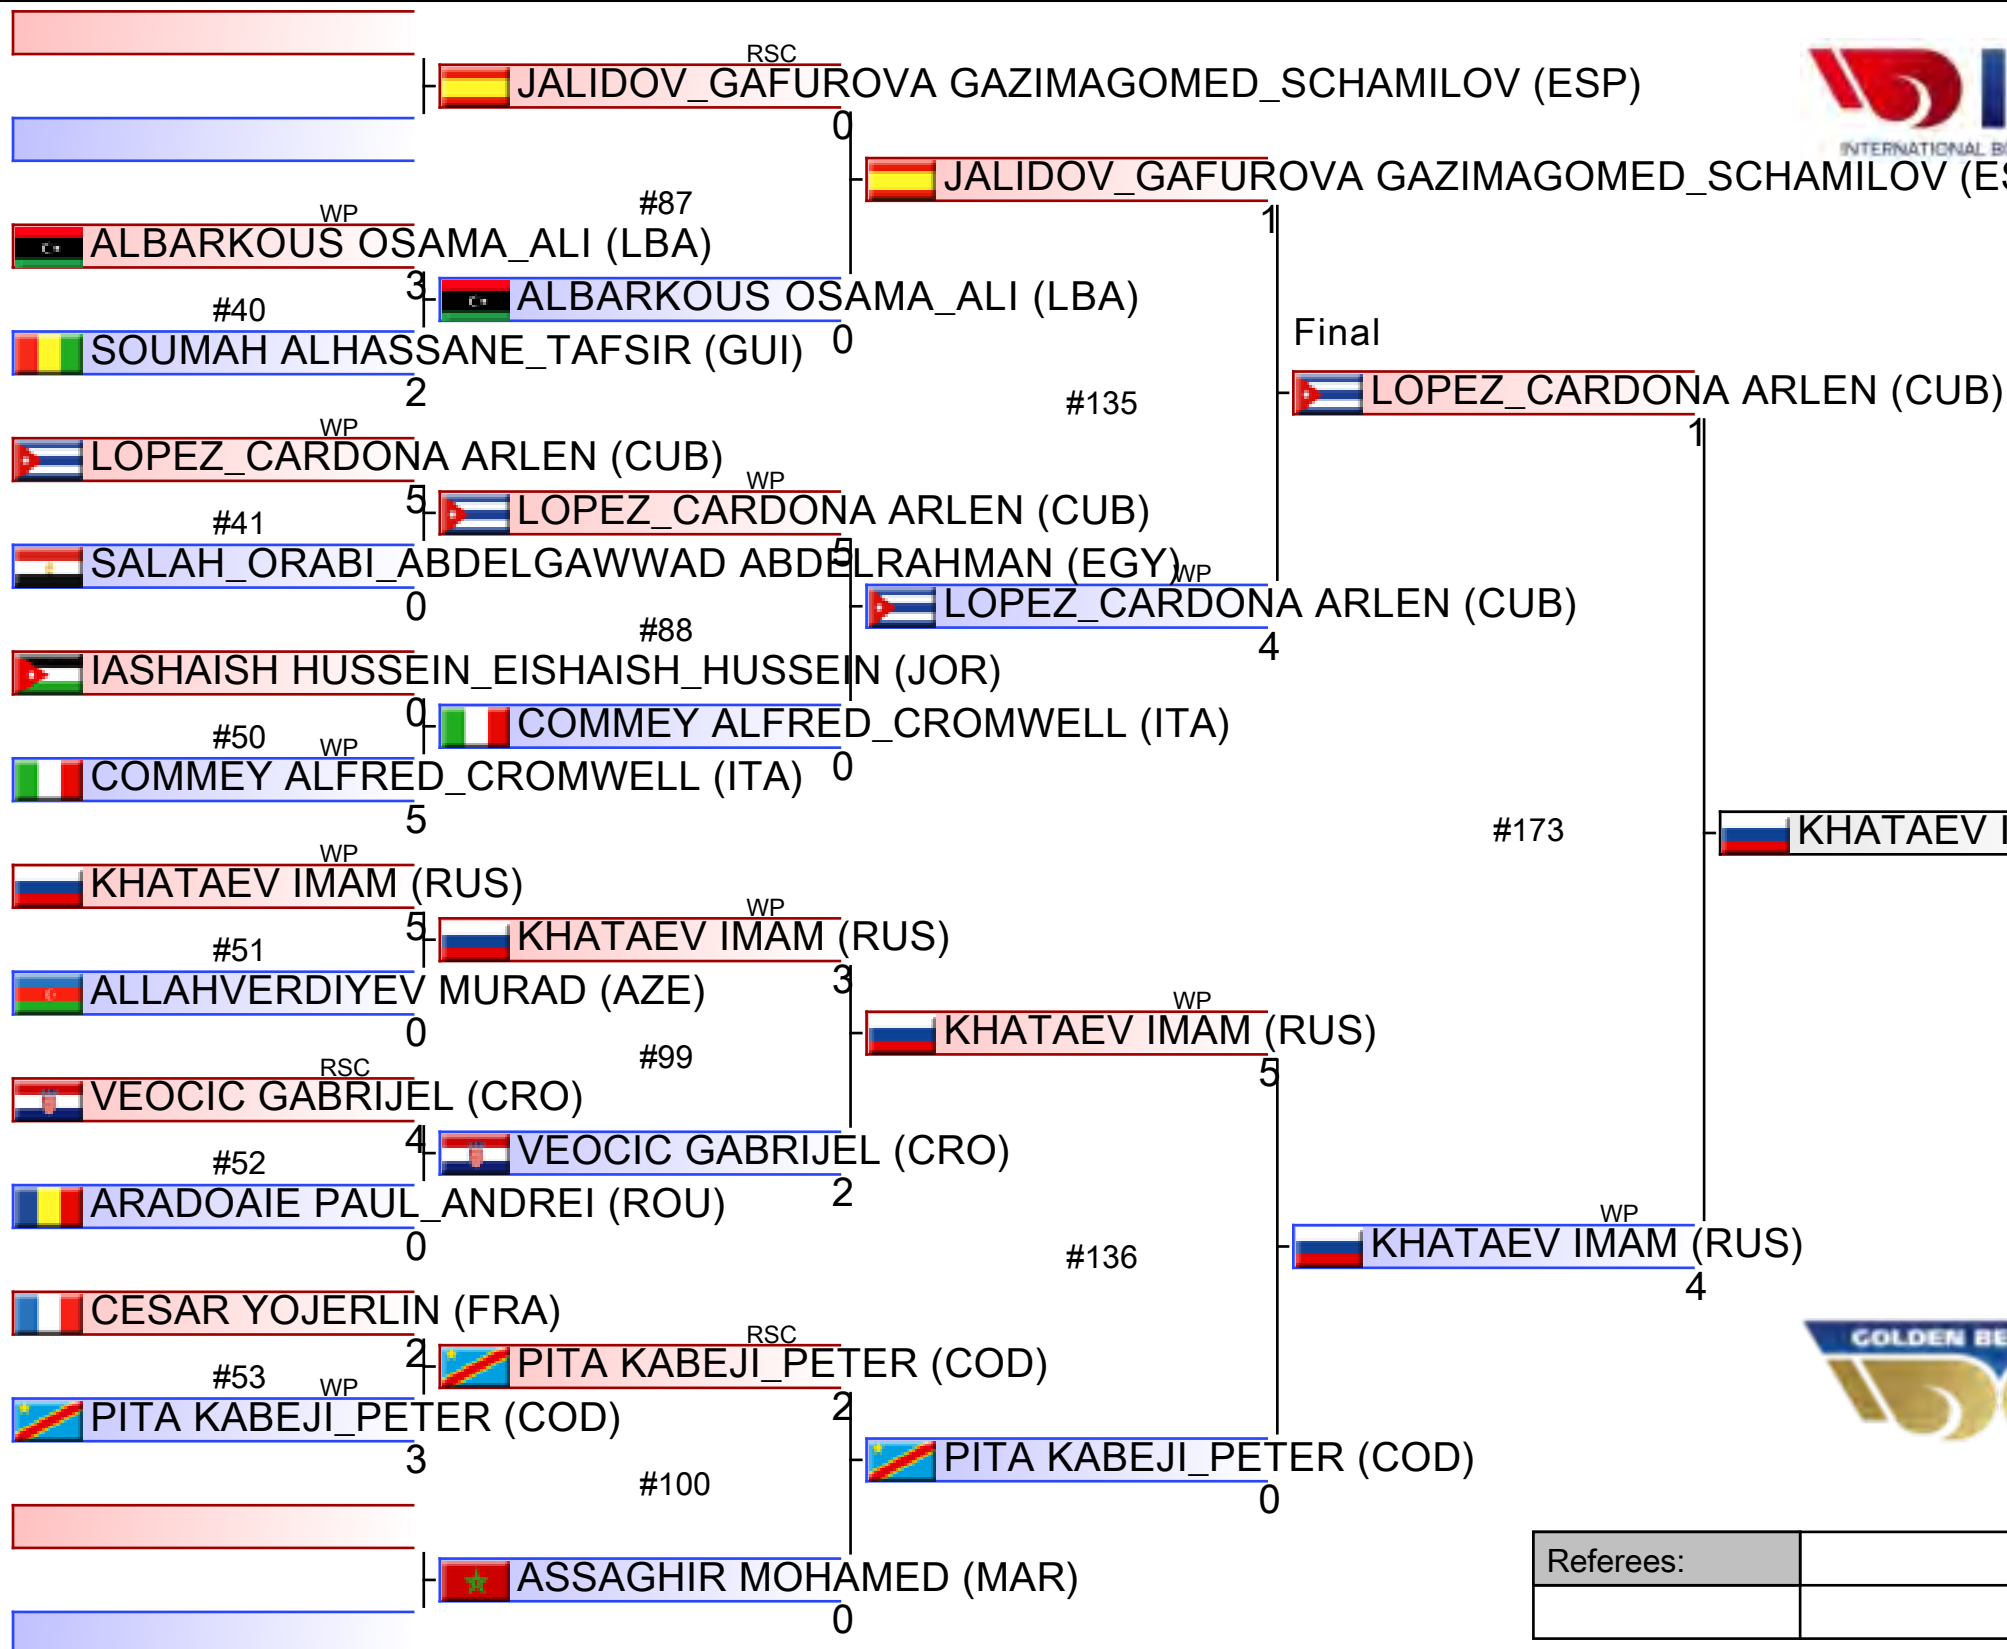 RSC
JALIDOV_GAFUROVA GAZIMAGOMED_SCHAMILOV (ESP)
0
INTERNATIONAL
JALIDOV_GAFUROVA GAZIMAGOMED_SCHAMILOV
1
#87
WP
ALBARKOUS OSAMA_ALI (LBA)
3
#40
ALBARKOUS OSAMA_ALI (LBA)
0
SOUMAH ALHASSANE_TAFSIR (GUI)
2
Final
#135
LOPEZ_CARDONA ARLEN (CUB)
1
WP
LOPEZ_CARDONA ARLEN (CUB)
5
#41
WP
LOPEZ_CARDONA ARLEN (CUB)
5
SALAH_ORABI_ABDELGAWWAD ABDELRAHMAN (EGY)
0
WP
LOPEZ_CARDONA ARLEN (CUB)
4
#88
IASHAISH HUSSEIN_EISHAISH_HUSSEIN (JOR)
0
#50
COMMEY ALFRED_CROMWELL (ITA)
0
WP
COMMEY ALFRED_CROMWELL (ITA)
5
#173
KHATAEV
WP
KHATAEV IMAM (RUS)
5
#51
WP
KHATAEV IMAM (RUS)
3
ALLAHVERDIYEV MURAD (AZE)
0
WP
KHATAEV IMAM (RUS)
5
#99
RSC
VEOCIC GABRIJEL (CRO)
4
#52
VEOCIC GABRIJEL (CRO)
2
ARADOAIE PAUL_ANDREI (ROU)
0
#136
WP
KHATAEV IMAM (RUS)
4
CESAR YOJERLIN (FRA)
2
#53
RSC
PITA KABEJI_PETER (COD)
2
WP
PITA KABEJI_PETER (COD)
3
GOLDEN
PITA KABEJI_PETER (COD)
0
#100
ASSAGHIR MOHAMED (MAR)
0
Referees: